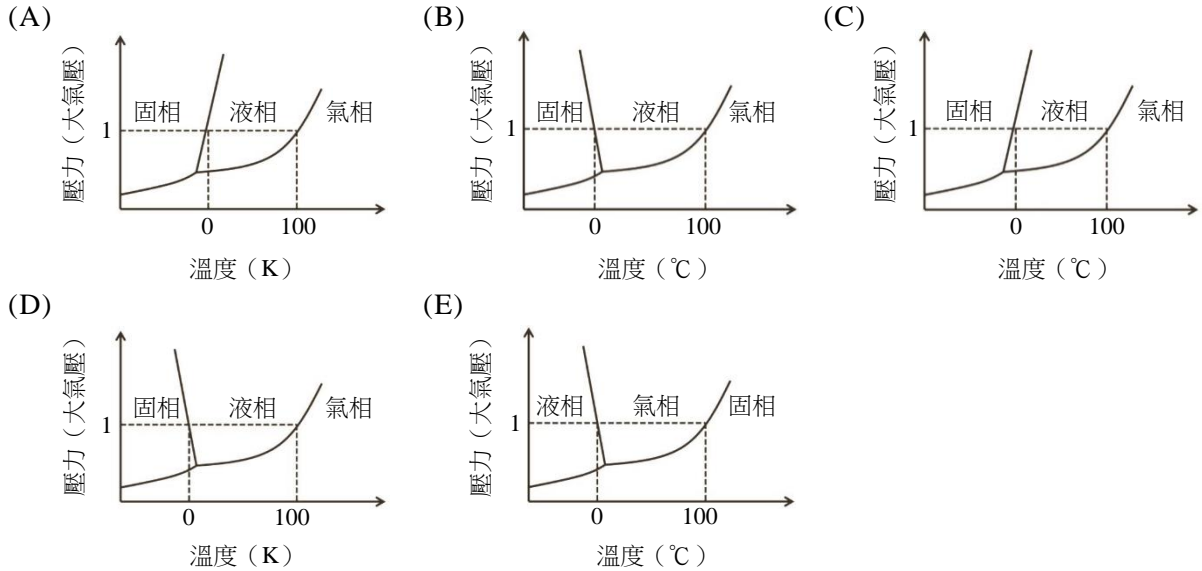 (A)
壓力（大氣壓）
1
固相
液相
氣相
0
100
溫度（K）
(B)
壓力（大氣壓）
1
固相
液相
氣相
0
100
溫度（℃）
(C)
壓力（大氣壓）
1
固相
液相
氣相
0
100
溫度（℃）
(D)
壓力（大氣壓）
1
固相
液相
氣相
0
100
溫度（K）
(E)
壓力（大氣壓）
1
液相
氣相
固相
0
100
溫度（℃）